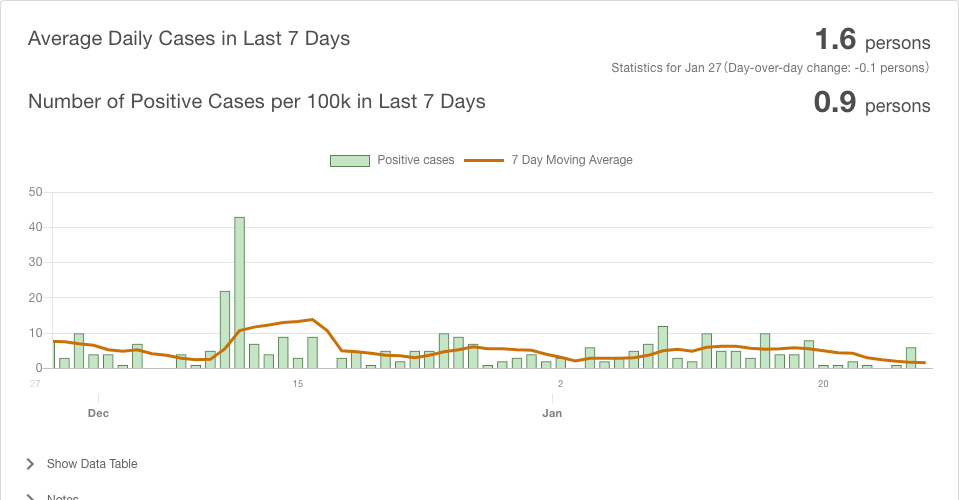 Average Daily Cases in Last 7 Days
1.6 persons
Statistics for Jan 27 (Day-over-day change: -0.1 persons)
Number of Positive Cases per 100k in Last 7 Days
0.9 persons
Positive cases
7 Day Moving Average
50
40
30
20
10
0
27 15 2 20
Dec Jan
Show Data Table
Notes